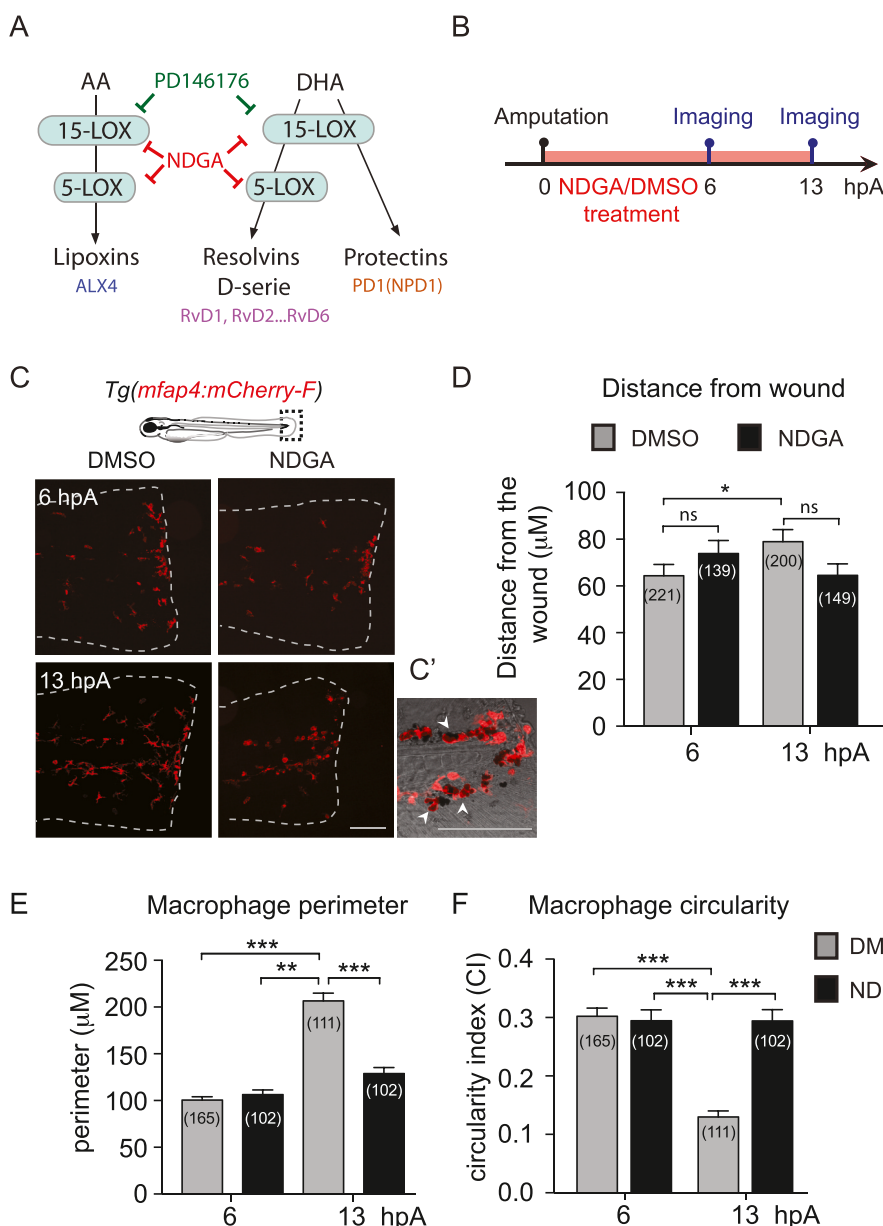 A
AA
PD146176
DHA
15-LOX
15-LOX
NDGA
5-LOX
5-LOX
Lipoxins
ALX4
Resolvins
D-serie
RvD1, RvD2...RvD6
Protectins
PD1(NPD1)
B
Amputation
Imaging
Imaging
0
NDGA/DMSO
treatment
6
13
hpA
C
Tg(mfap4:mCherry-F)
DMSO
NDGA
6 hpA
13 hpA
C'
D
Distance from wound
DMSO
NDGA
Distance from the
wound (µM)
100
80
60
40
20
0
*
ns
ns
(221)
(139)
(200)
(149)
6
13
hpA
E
Macrophage perimeter
perimeter (µM)
250
200
150
100
50
0
***
**
***
(165)
(102)
(111)
(102)
6
13
hpA
F
Macrophage circularity
DM
ND
circularity index (CI)
0.4
0.3
0.2
0.1
0.0
***
***
***
(165)
(102)
(111)
(102)
6
13
hpA